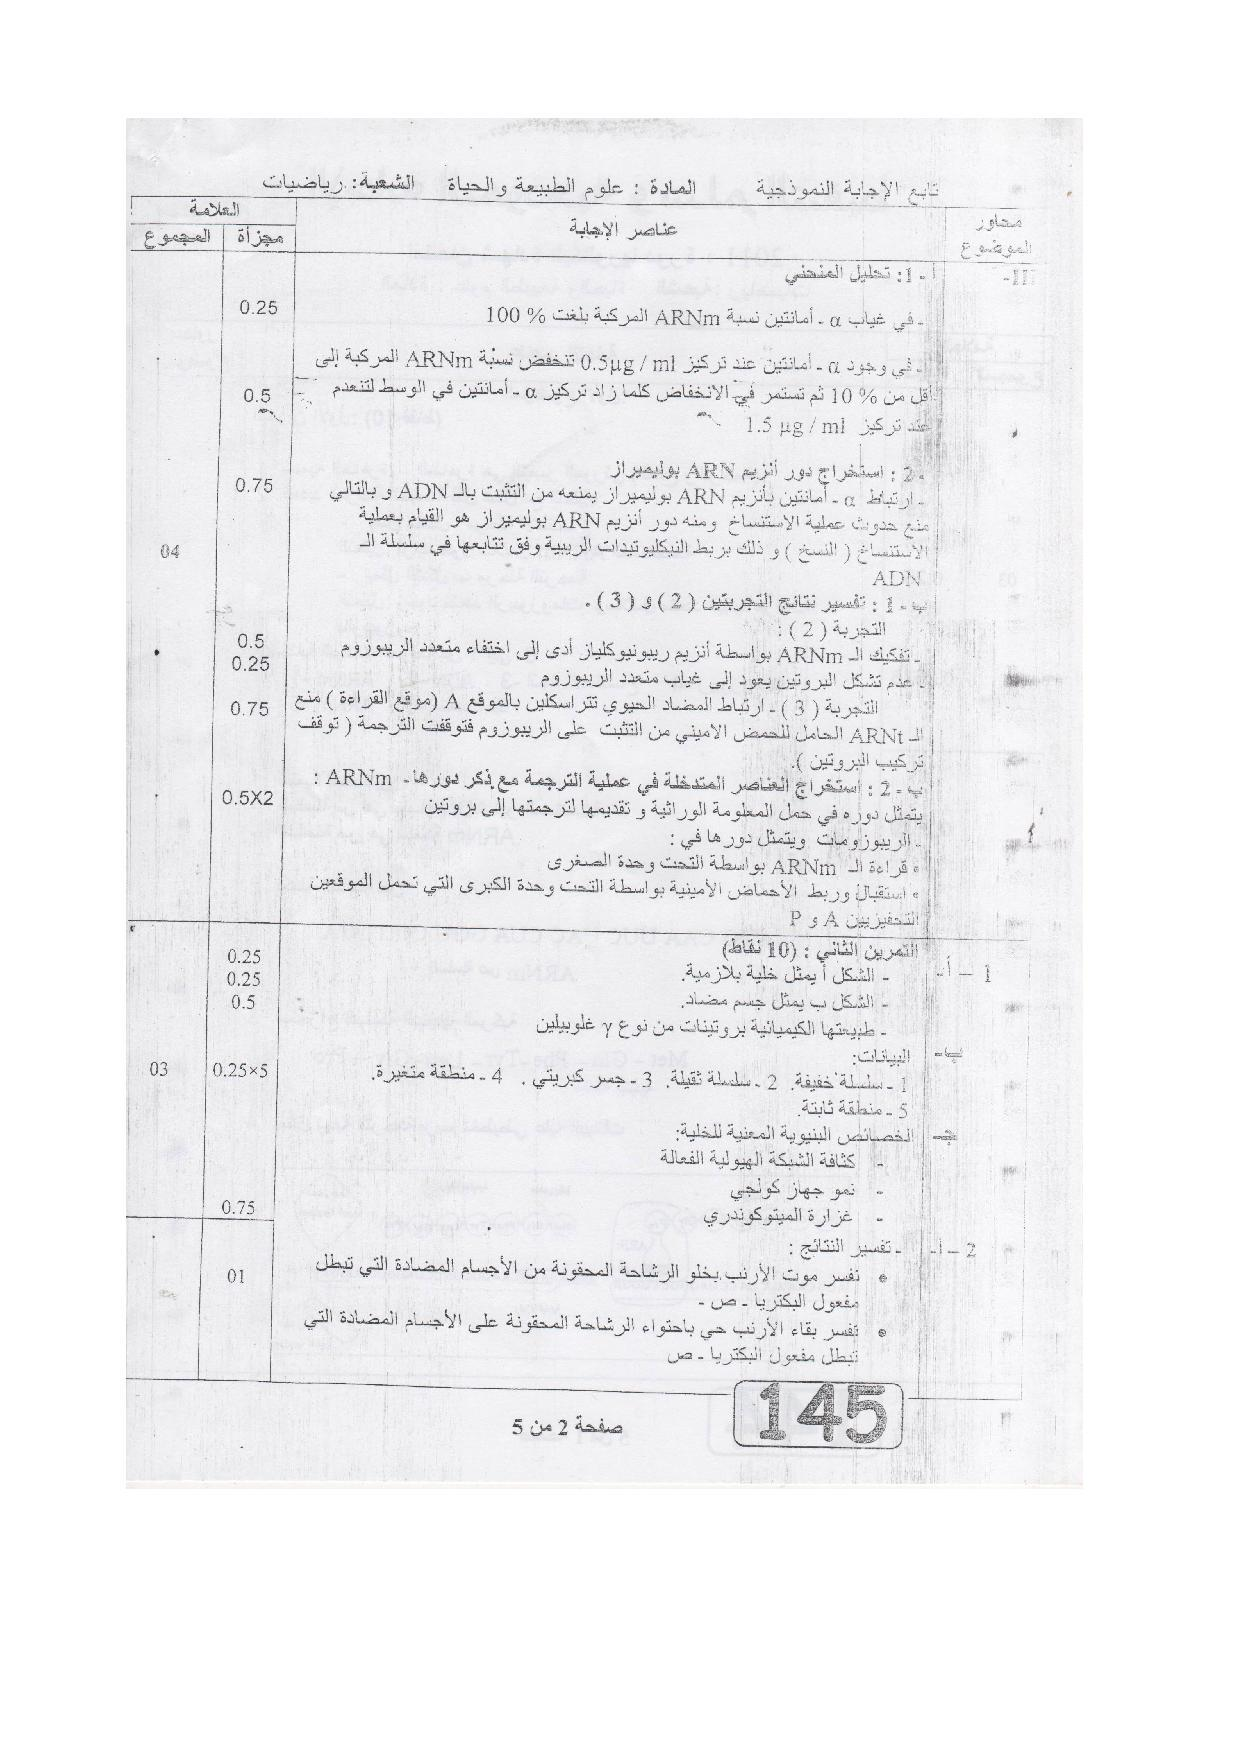 تابع الإجابة النموذجية المادة : علوم الطبيعة والحياة الشعبة: رياضيات
محاور الموضوع
عناصر الإجابة
العلامة
مجزأة
المجموع
III-
أ - 1: تحليل المنحني
- في غياب α - أمانتين نسبة ARNm المركبة بلغت % 100
0.25
- في وجود α - أمانتين عند تركيز 0.5µg / ml تنخفض نسبة ARNm المركبة إلى
أقل من % 10 ثم تستمر في الانخفاض كلما زاد تركيز α - أمانتين في الوسط لتنعدم
0.5
عند تركيز 1.5 µg / ml
- 2 : استخراج دور أنزيم ARN بوليميراز
- ارتباط α - أمانتين بأنزيم ARN بوليميراز يمنعه من التثبت بالـ ADN و بالتالي
0.75
منع حدوث عملية الاستنساخ ومنه دور أنزيم ARN بوليميراز هو القيام بعملية
الاستنساخ ( النسخ ) و ذلك بربط النيكليوتيدات الريبية وفق تتابعها في سلسلة الـ
04
ADN
ب - 1 : تفسير نتائج التجربتين ( 2 ) و ( 3 ) .
التجربة ( 2 ) :
- تفكيك الـ ARNm بواسطة أنزيم ريبونيوكلياز أدى إلى اختفاء متعدد الريبوزوم
0.5
- عدم تشكل البروتين يعود إلى غياب متعدد الريبوزوم
0.25
التجربة ( 3 ) - ارتباط المضاد الحيوي تتراسكلين بالموقع A (موقع القراءة ) منع
0.75
الـ ARNt الحامل للحمض الاميني من التثبت على الريبوزوم فتوقفت الترجمة ( توقف
تركيب البروتين ).
ب - 2 : استخراج العناصر المتدخلة في عملية الترجمة مع ذكر دورها - ARNm :
0.5X2
يتمثل دوره في حمل المعلومة الوراثية و تقديمها لترجمتها إلى بروتين
- الريبوزومات ويتمثل دورها في :
• قراءة الـ ARNm بواسطة التحت وحدة الصغرى
• استقبال وربط الأحماض الأمينية بواسطة التحت وحدة الكبرى التي تحمل الموقعين
التحفيزيين A و P
التمرين الثاني : (10 نقاط)
1 – أ-
- الشكل أ يمثل خلية بلازمية.
0.25
- الشكل ب يمثل جسم مضاد.
0.25
- طبيعتها الكيميائية بروتينات من نوع γ غلوبيلين
0.5
ب-
البيانات:
1 - سلسلة خفيفة. 2 - سلسلة ثقيلة. 3 - جسر كبريتي . 4 - منطقة متغيرة.
0.25×5
03
5 - منطقة ثابتة.
جـ-
الخصائص البنيوية المعنية للخلية:
- كثافة الشبكة الهيولية الفعالة
- نمو جهاز كولجي
- غزارة الميتوكوندري
0.75
2 – أ-
- تفسير النتائج :
• نفسر موت الأرنب بخلو الرشاحة المحقونة من الأجسام المضادة التي تبطل
01
مفعول البكتريا - ص -
• نفسر بقاء الأرنب حي باحتواء الرشاحة المحقونة على الأجسام المضادة التي
تبطل مفعول البكتريا - ص
145
صفحة 2 من 5